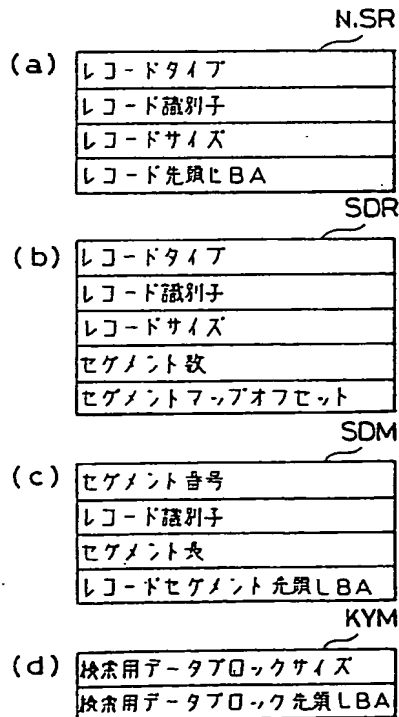 N.SR
(a)
レコードタイプ
レコード識別子
レコードサイズ
レコード先頭LBA
SDR
(b)
レコードタイプ
レコード識別子
レコードサイズ
セグメント数
セグメントマップオフセット
SDM
(c)
セグメント番号
レコード識別子
セグメント長
レコードセグメント先頭LBA
KYM
(d)
検索用データブロックサイズ
検索用データブロック先頭LBA